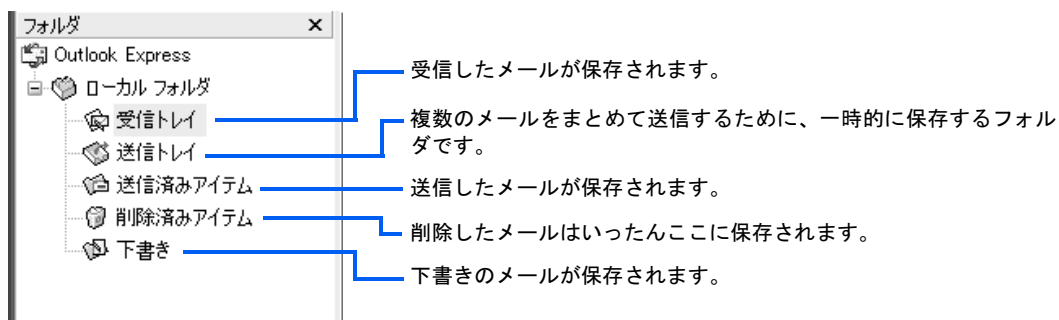 フォルダ ×
Outlook Express
ローカル フォルダ
受信トレイ
送信トレイ
送信済みアイテム
削除済みアイテム
下書き
受信したメールが保存されます。
複数のメールをまとめて送信するために、一時的に保存するフォル
ダです。
送信したメールが保存されます。
削除したメールはいったんここに保存されます。
下書きのメールが保存されます。